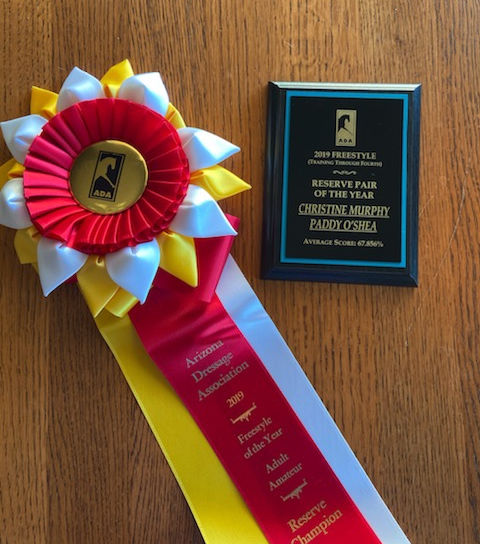 ADA
Arizona
Dressage
Association
2019
Freestyle
of the Year
Adult
Amateur
Reserve
Champion
ADA
2019 FREESTYLE
(TRAINING THROUGH FOURTH)
RESERVE PAIR
OF THE YEAR
CHRISTINE MURPHY
PADDY O'SHEA
AVERAGE SCORE: 67.856%